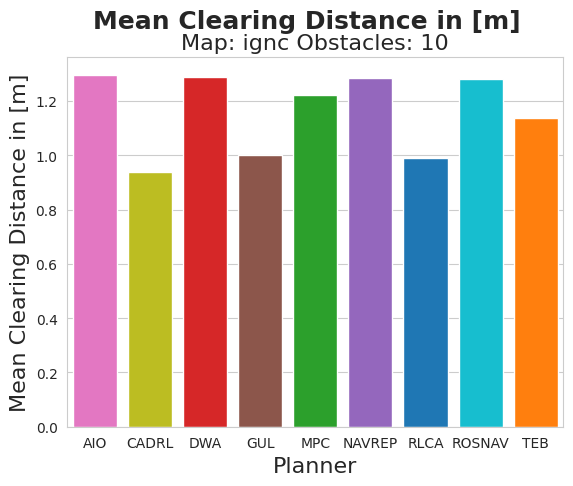 Mean Clearing Distance in [m]
Map: ignc Obstacles: 10
Mean Clearing Distance in [m]
1.2
1.0
0.8
0.6
0.4
0.2
0.0
AIO CADRL DWA GUL MPC NAVREP RLCA ROSNAV TEB
Planner